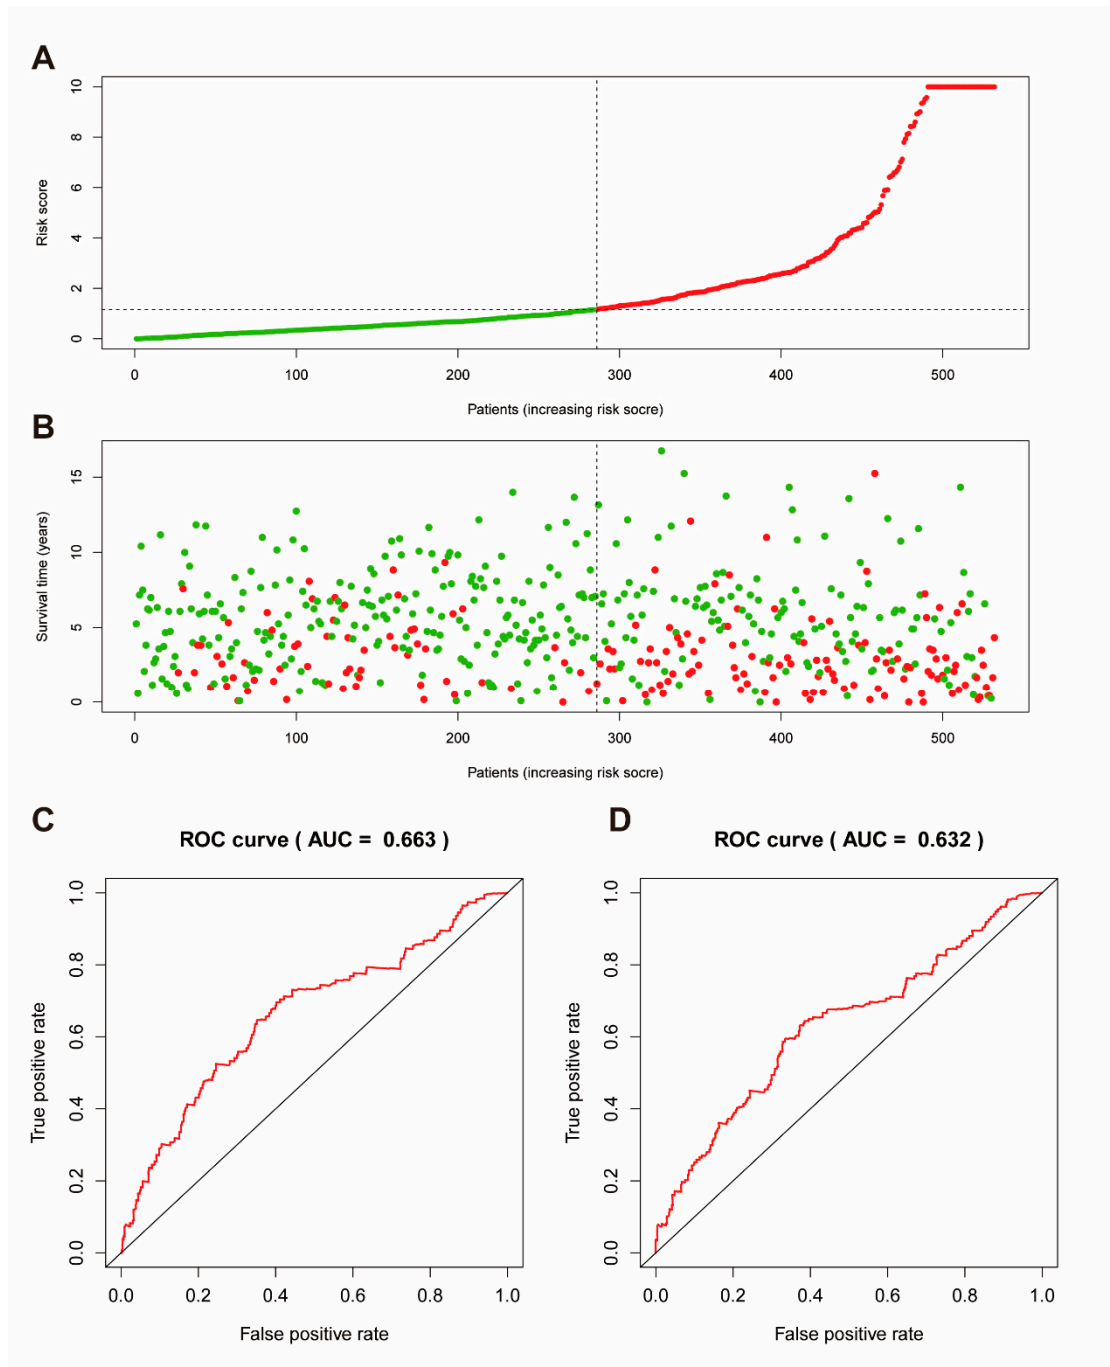 A
10
8
6
4
2
0
Risk score
0 100 200 300 400 500
Patients (increasing risk socre)
B
15
10
5
0
Survival time (years)
0 100 200 300 400 500
Patients (increasing risk socre)
C
ROC curve ( AUC = 0.663 )
1.0
0.8
0.6
0.4
0.2
0.0
True positive rate
0.0 0.2 0.4 0.6 0.8 1.0
False positive rate
D
ROC curve ( AUC = 0.632 )
1.0
0.8
0.6
0.4
0.2
0.0
True positive rate
0.0 0.2 0.4 0.6 0.8 1.0
False positive rate